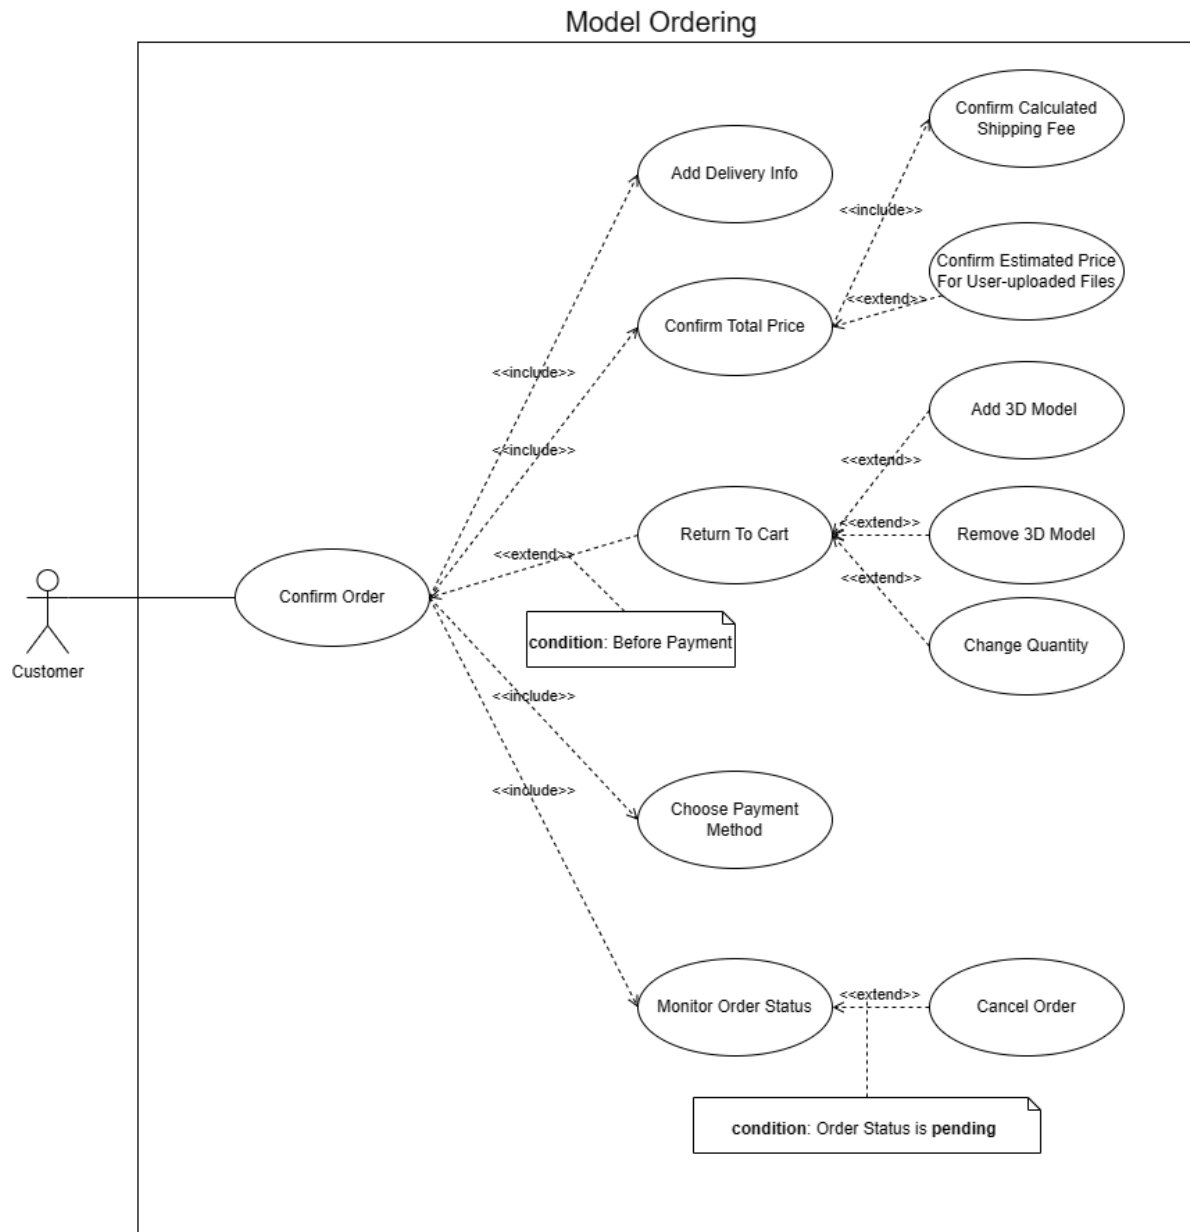 Model Ordering
Confirm Calculated
Shipping Fee
Add Delivery Info
<<include>>
Confirm Estimated Price
For User-uploaded Files
<<extend>>
Confirm Total Price
<<include>>
Add 3D Model
<<include>>
<<extend>>
Return To Cart
<<extend>>
Remove 3D Model
<<extend>>
<<extend>>
Confirm Order
condition: Before Payment
Change Quantity
Customer
<<include>>
<<include>>
Choose Payment
Method
Monitor Order Status
<<extend>>
Cancel Order
condition: Order Status is pending